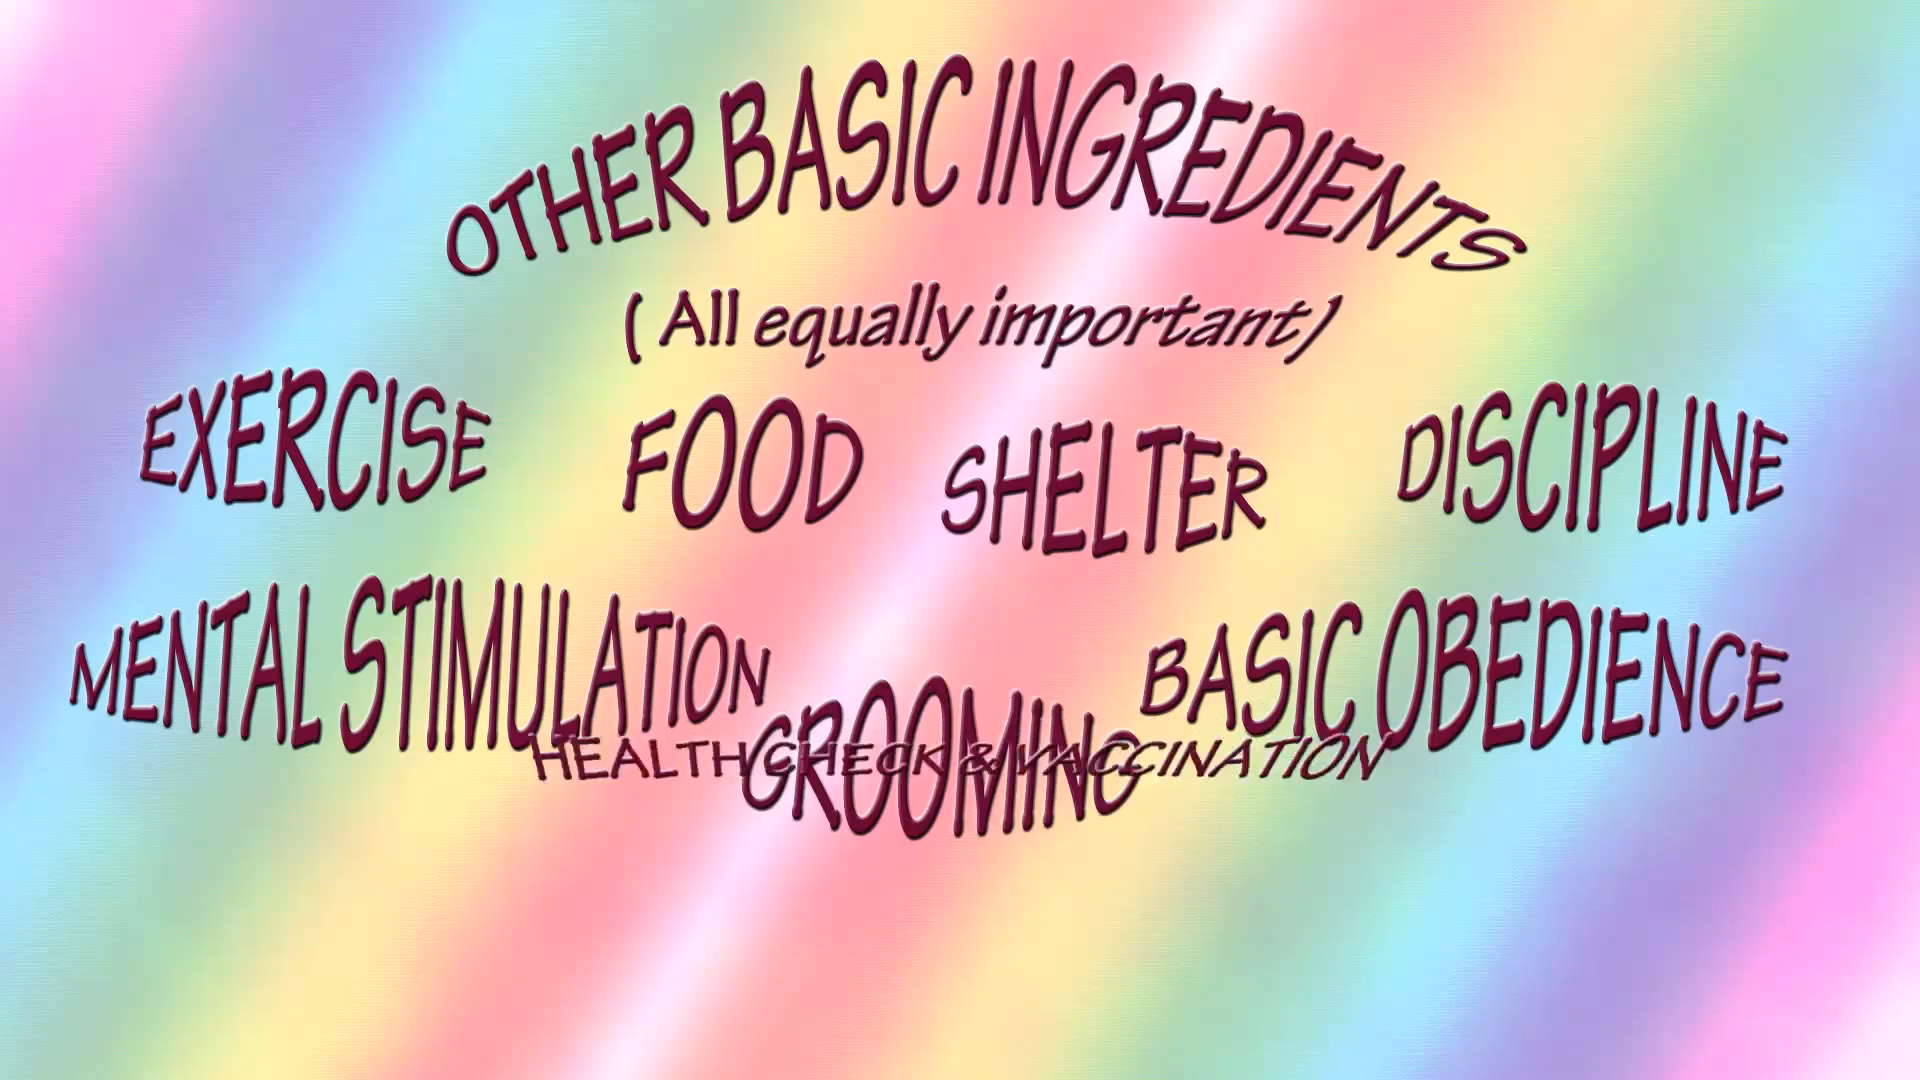 OTHER BASIC INGREDIENTS
( All equally important)
EXERCISE FOOD SHELTER DISCIPLINE
MENTAL STIMULATION BASIC OBEDIENCE
GROOMING
HEALTH CHECK & VACCINATION